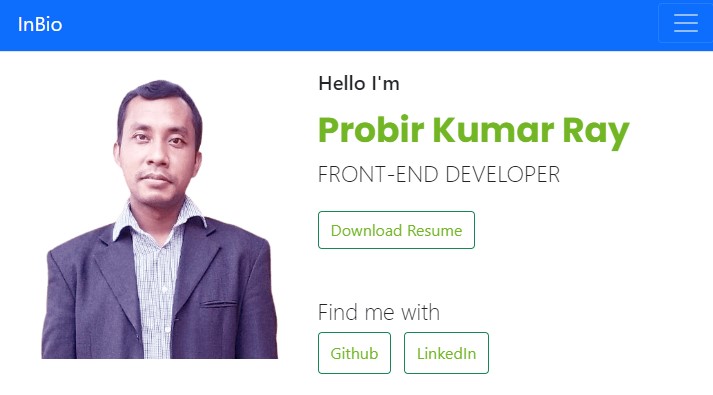 InBio
Hello I'm
Probir Kumar Ray
FRONT-END DEVELOPER
Download Resume
Find me with
Github LinkedIn